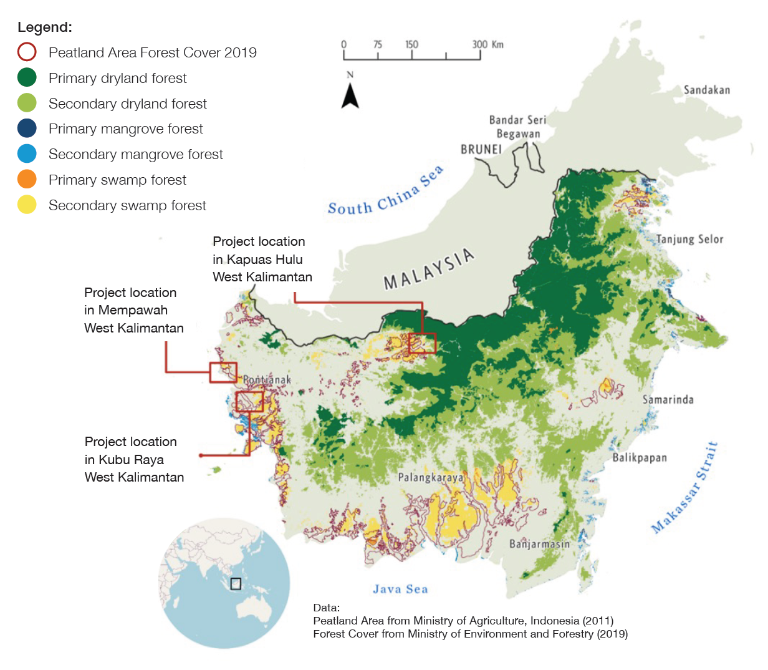 Legend:
Peatland Area Forest Cover 2019
Primary dryland forest
Secondary dryland forest
Primary mangrove forest
Secondary mangrove forest
Primary swamp forest
Secondary swamp forest
0 75 150 300 Km
N
Sandakan
Bandar Seri
Begawan
BRUNEI
South China Sea
Tanjung Selor
Project location
in Kapuas Hulu
West Kalimantan
MALAYSIA
Project location
in Mempawah
West Kalimantan
Pontianak
Samarinda
Project location
in Kubu Raya
West Kalimantan
Balikpapan
Palangkaraya
Makassar Strait
Banjarmasin
Java Sea
Data:
Peatland Area from Ministry of Agriculture, Indonesia (2011)
Forest Cover from Ministry of Environment and Forestry (2019)